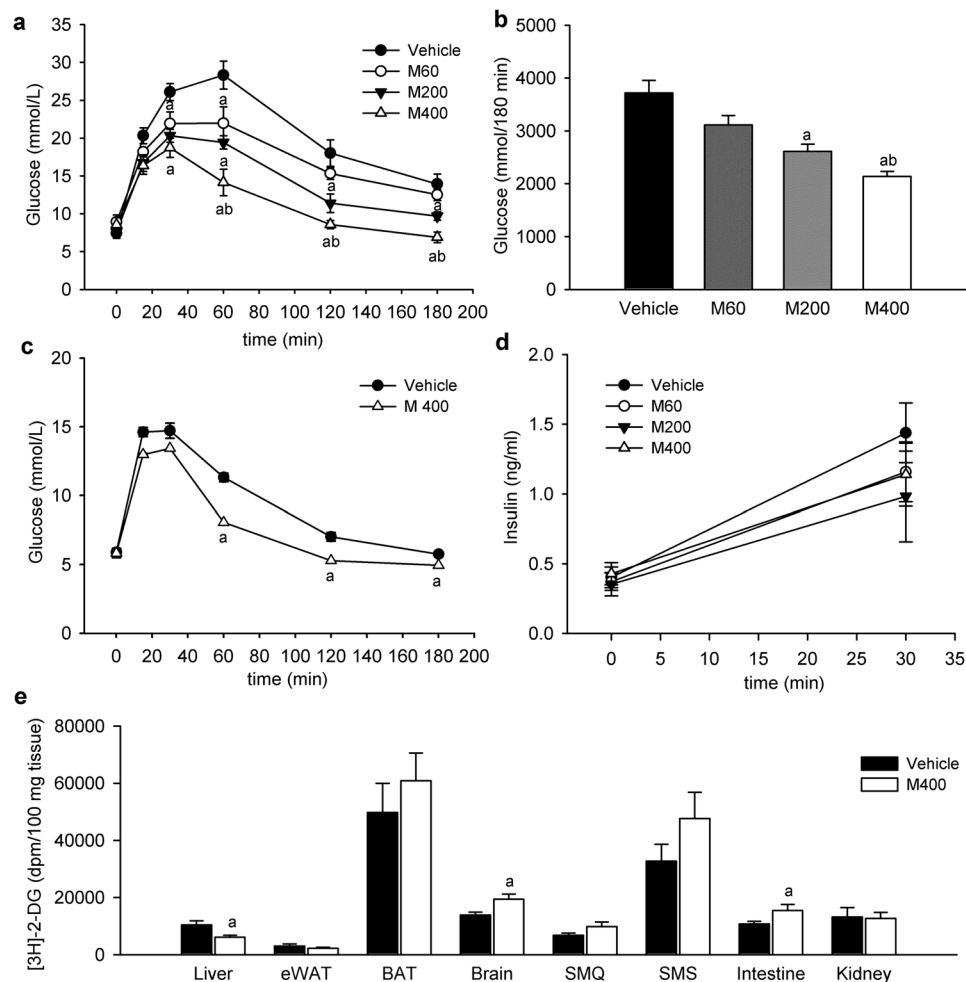 a
35
30
25
20
15
10
5
0
Glucose (mmol/L)
Vehicle
M60
M200
M400
a
a
a
a
a
a
ab
ab
ab
0 20 40 60 80 100 120 140 160 180 200
time (min)
b
5000
4000
3000
2000
1000
0
Glucose (mmol/180 min)
a
ab
Vehicle M60 M200 M400
c
20
15
10
5
0
Glucose (mmol/L)
Vehicle
M 400
a
a
a
0 20 40 60 80 100 120 140 160 180 200
time (min)
d
2.0
1.5
1.0
0.5
0.0
Insulin (ng/ml)
Vehicle
M60
M200
M400
0 5 10 15 20 25 30 35
time (min)
e
80000
60000
40000
20000
0
[3H]-2-DG (dpm/100 mg tissue)
Vehicle
M400
a
a
a
Liver eWAT BAT Brain SMQ SMS Intestine Kidney